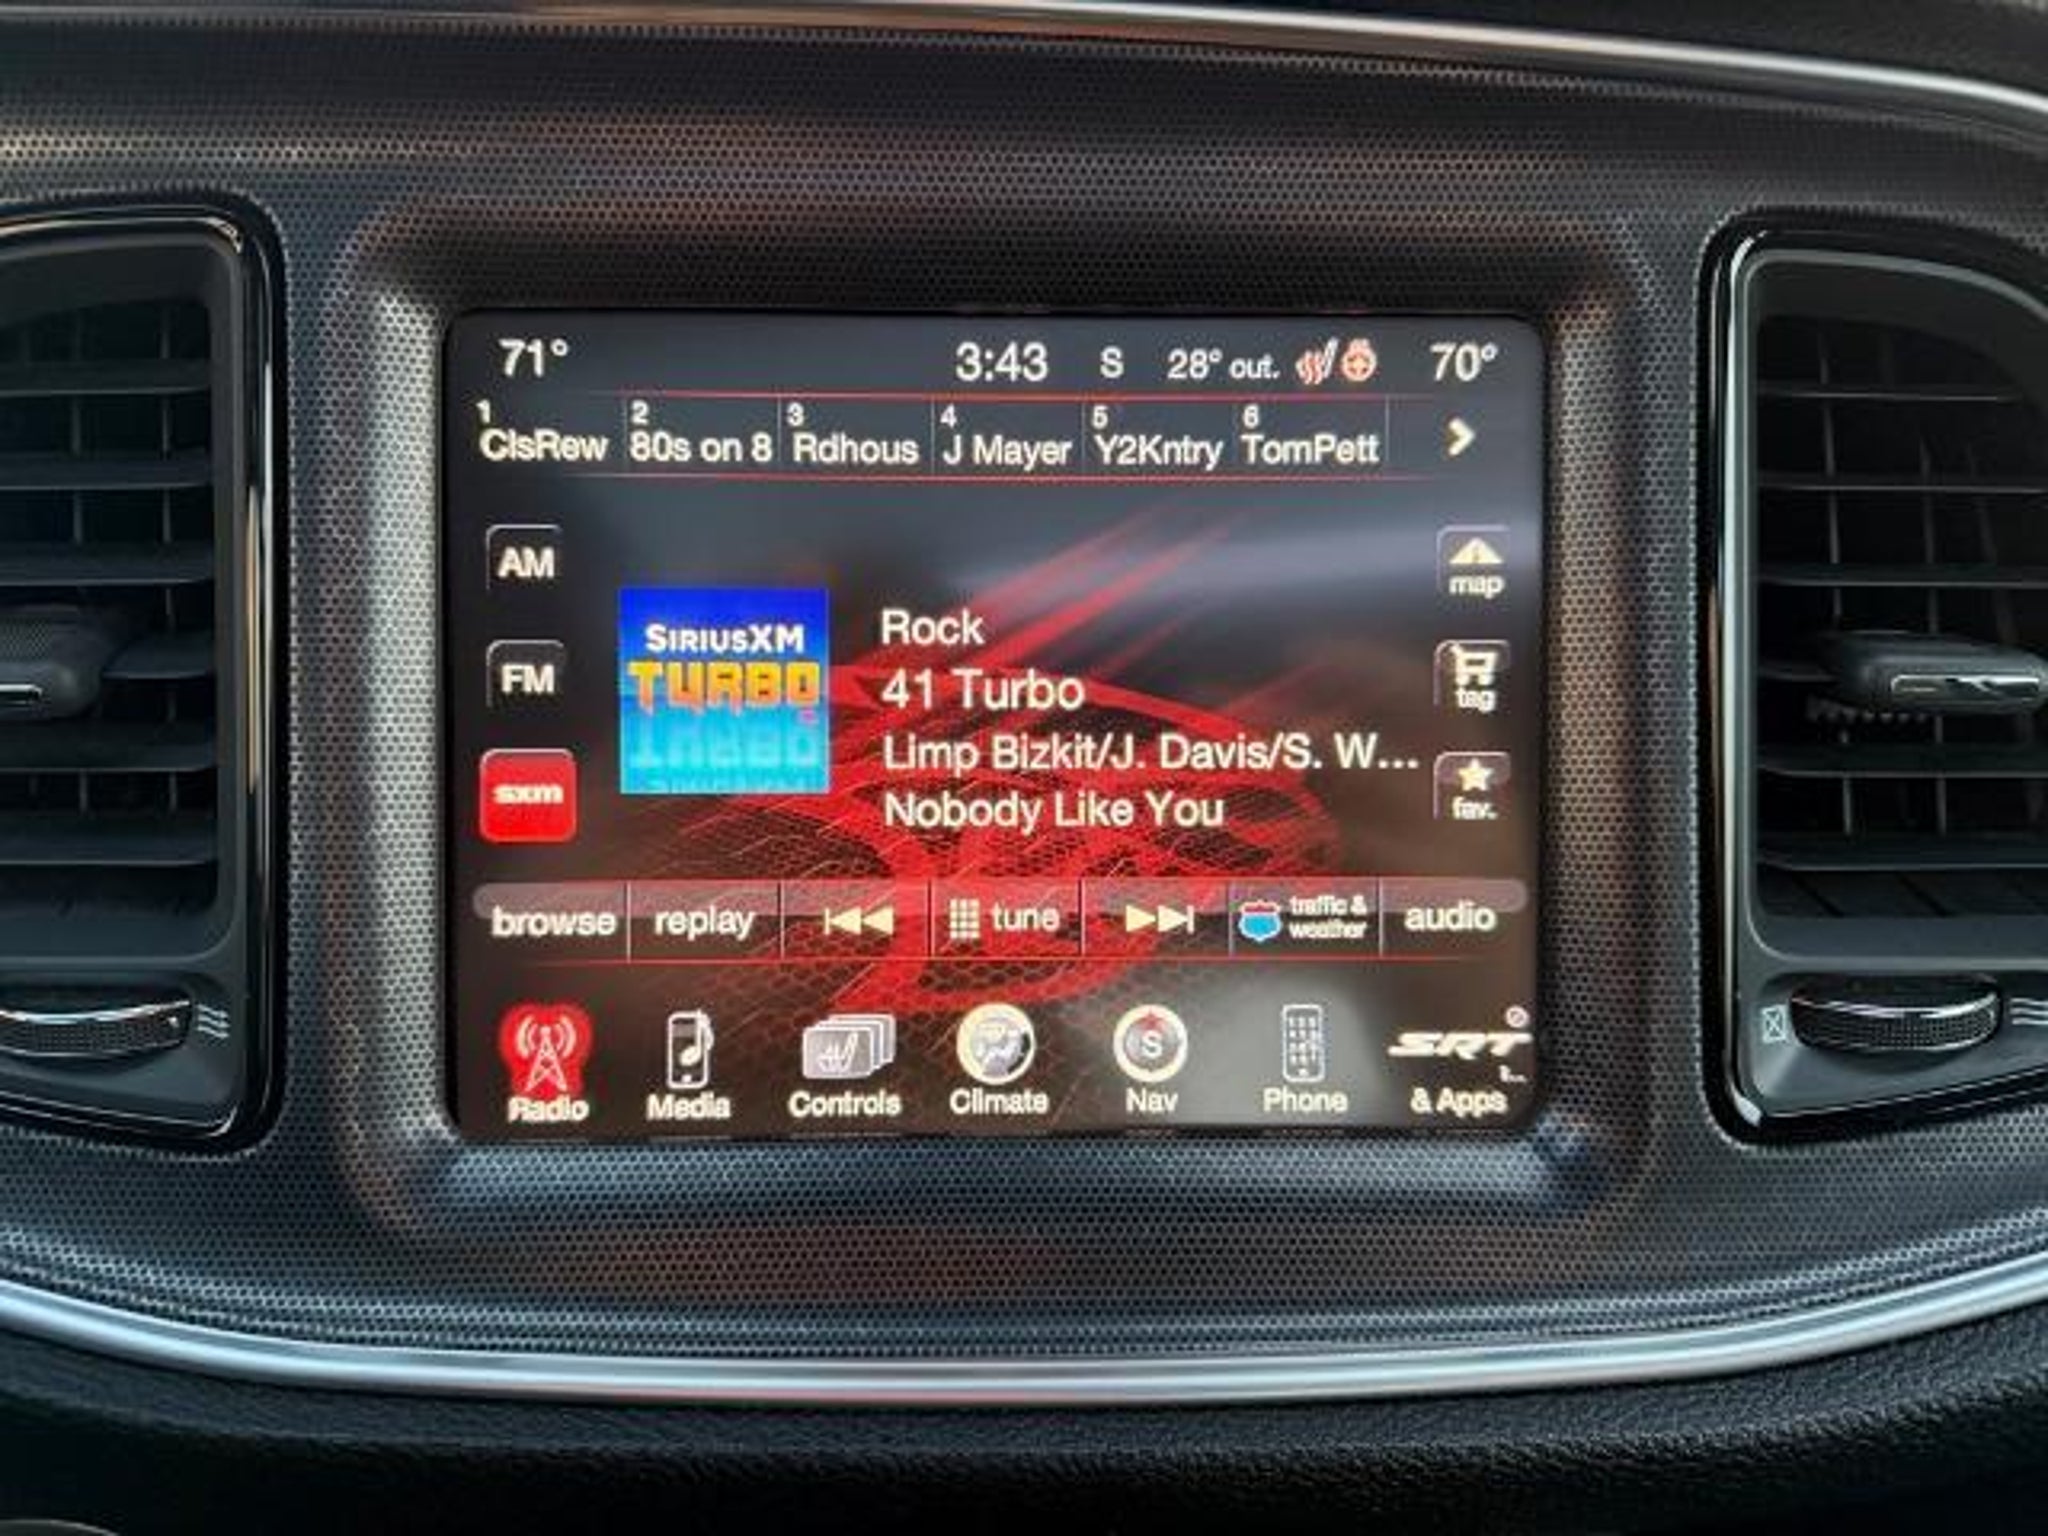 71° 3:43 S 28° out. 70°
1 2 3 4 5 6
ClsRew 80s on 8 Rdhous J Mayer Y2Kntry TomPett
AM
map
SIRIUSXM
TURBO
Rock
41 Turbo
Limp Bizkit/J. Davis/S. W...
Nobody Like You
FM
tag
sxm
fav.
browse replay tune traffic & weather audio
S
SRT
Radio Media Controls Climate Nav Phone & Apps